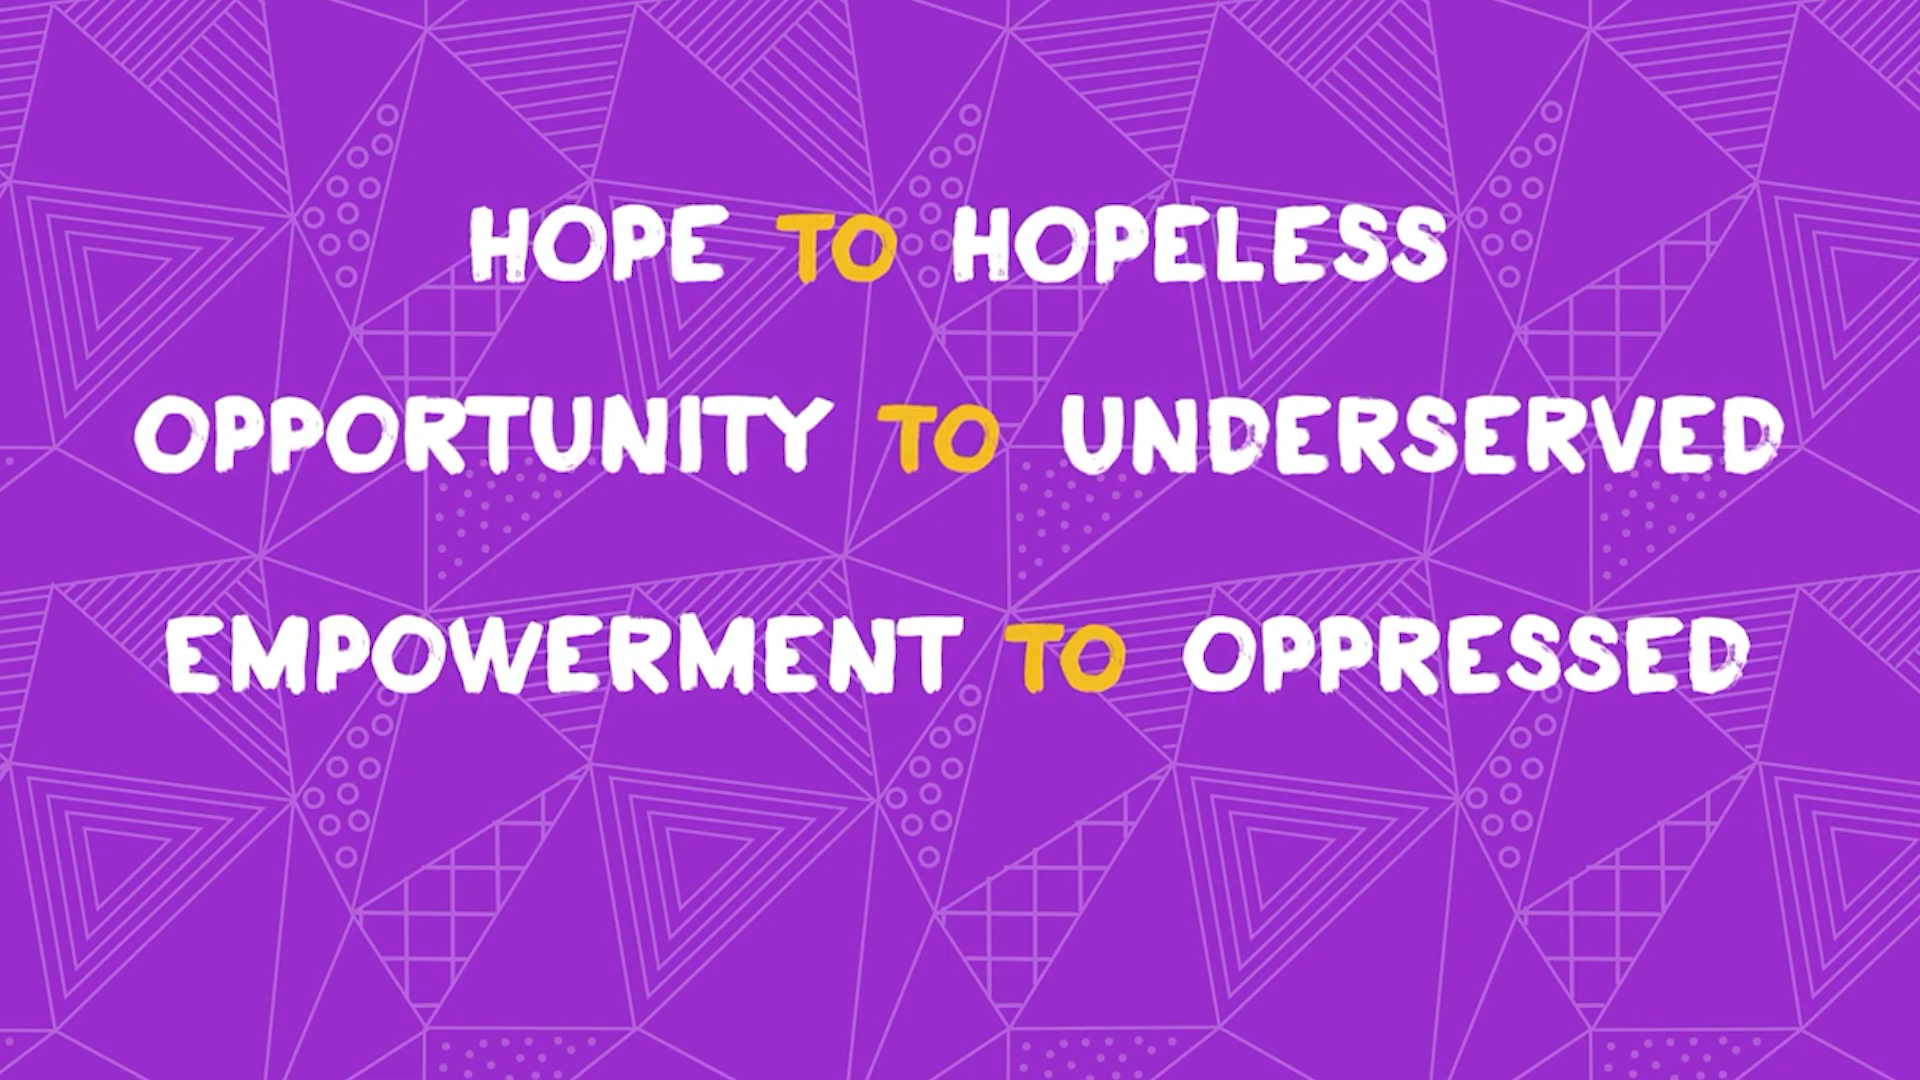 HOPE TO HOPELESS
OPPORTUNITY TO UNDERSERVED
EMPOWERMENT TO OPPRESSED